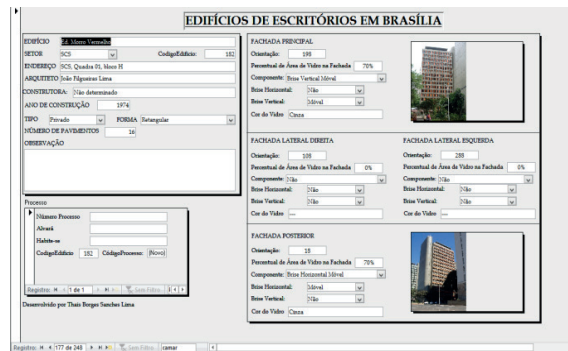 EDIFÍCIOS DE ESCRITÓRIOS EM BRASÍLIA
EDIFÍCIO Ed. Morro Vermelho
SETOR SCS CodigoEdificio: 182
ENDEREÇO SCS, Quadra 01, bloco H
ARQUITETO João Filgueiras Lima
CONSTRUTORA: Não determinado
ANO DE CONSTRUÇÃO 1974
TIPO Privado FORMA Retangular
NÚMERO DE PAVIMENTOS 16
OBSERVAÇÃO
Processo
Número Processo
Alvará
Habite-se
CodigoEdificio 182 CódigoProcesso: (Novo)
Registro: 1 de 1 Sem Filtro
Desenvolvido por Thais Borges Sanches Lima
FACHADA PRINCIPAL
Orientação: 198
Percentual de Área de Vidro na Fachada 70%
Componente: Brise Vertical Móvel
Brise Horizontal: Não
Brise Vertical: Móvel
Cor do Vidro Cinza
FACHADA LATERAL DIREITA
Orientação: 108
Percentual de Área de Vidro na Fachada 0%
Componente: Não
Brise Horizontal: Não
Brise Vertical: Não
Cor do Vidro ---
FACHADA LATERAL ESQUERDA
Orientação: 288
Percentual de Área de Vidro na Fachada 0%
Componente: Não
Brise Horizontal: Não
Brise Vertical: Não
Cor do Vidro ---
FACHADA POSTERIOR
Orientação: 18
Percentual de Área de Vidro na Fachada 70%
Componente: Brise Horizontal Móvel
Brise Horizontal: Móvel
Brise Vertical: Não
Cor do Vidro Cinza
Registro: 177 de 248 Sem Filtro camar